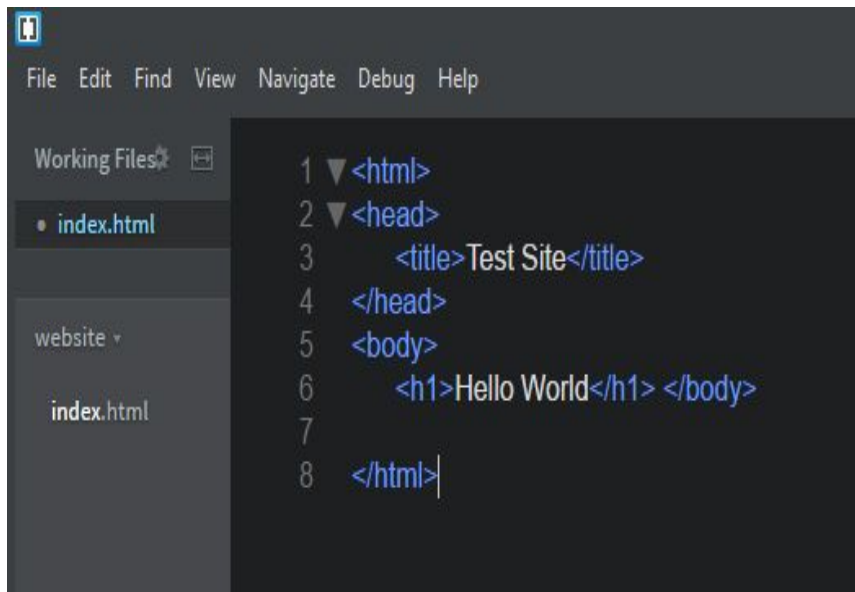 File Edit Find View Navigate Debug Help
Working Files
index.html
website
index.html
1 <html>
2 <head>
3 <title>Test Site</title>
4 </head>
5 <body>
6 <h1>Hello World</h1> </body>
7
8 </html>